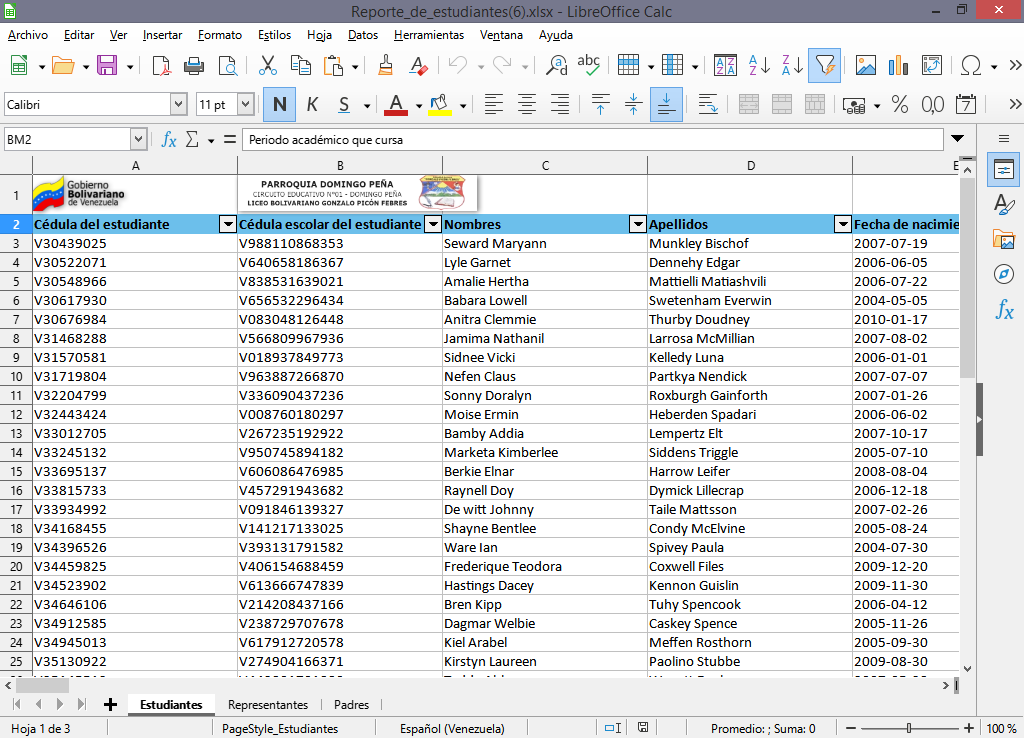 Reporte_de_estudiantes(6).xlsx - LibreOffice Calc
Archivo Editar Ver Insertar Formato Estilos Hoja Datos Herramientas Ventana Ayuda
Calibri 11 pt N K S A % 0,0 7
BM2 fx Σ = Periodo académico que cursa
A B C D E
1 Gobierno Bolivariano de Venezuela
PARROQUIA DOMINGO PEÑA
CIRCUITO EDUCATIVO N°01 - DOMINGO PEÑA
LICEO BOLIVARIANO GONZALO PICÓN FEBRES
2 Cédula del estudiante Cédula escolar del estudiante Nombres Apellidos Fecha de nacimie
3 V30439025 V988110868353 Seward Maryann Munkley Bischof 2007-07-19
4 V30522071 V640658186367 Lyle Garnet Dennehy Edgar 2006-06-05
5 V30548966 V838531639021 Amalie Hertha Mattielli Matiashvili 2006-07-22
6 V30617930 V656532296434 Babara Lowell Swetenham Everwin 2004-05-05
7 V30676984 V083048126448 Anitra Clemmie Thurby Doudney 2010-01-17
8 V31468288 V566809967936 Jamima Nathanil Larrosa McMillian 2007-08-02
9 V31570581 V018937849773 Sidnee Vicki Kelledy Luna 2006-01-01
10 V31719804 V963887266870 Nefen Claus Partkya Nendick 2007-07-07
11 V32204799 V336090437236 Sonny Doralyn Roxburgh Gainforth 2007-01-26
12 V32443424 V008760180297 Moise Ermin Heberden Spadari 2006-06-02
13 V33012705 V267235192922 Bamby Addia Lempertz Elt 2007-10-17
14 V33245132 V950745894182 Marketa Kimberlee Siddens Triggle 2005-07-10
15 V33695137 V606086476985 Berkie Elnar Harrow Leifer 2008-08-04
16 V33815733 V457291943682 Raynell Doy Dymick Lillecrap 2006-12-18
17 V33934992 V091846139327 De witt Johnny Taile Mattsson 2007-02-26
18 V34168455 V141217133025 Shayne Bentlee Condy McElvine 2005-08-24
19 V34396526 V393131791582 Ware Ian Spivey Paula 2004-07-30
20 V34459825 V406154688459 Frederique Teodora Coxwell Files 2009-12-20
21 V34523902 V613666747839 Hastings Dacey Kennon Guislin 2009-11-30
22 V34646106 V214208437166 Bren Kipp Tuhy Spencook 2006-04-12
23 V34912585 V238729707678 Dagmar Welbie Caskey Spence 2005-11-26
24 V34945013 V617912720578 Kiel Arabel Meffen Rosthorn 2005-09-30
25 V35130922 V274904166371 Kirstyn Laureen Paolino Stubbe 2009-08-30
Estudiantes Representantes Padres
Hoja 1 de 3 PageStyle_Estudiantes Español (Venezuela) Promedio: ; Suma: 0 100 %